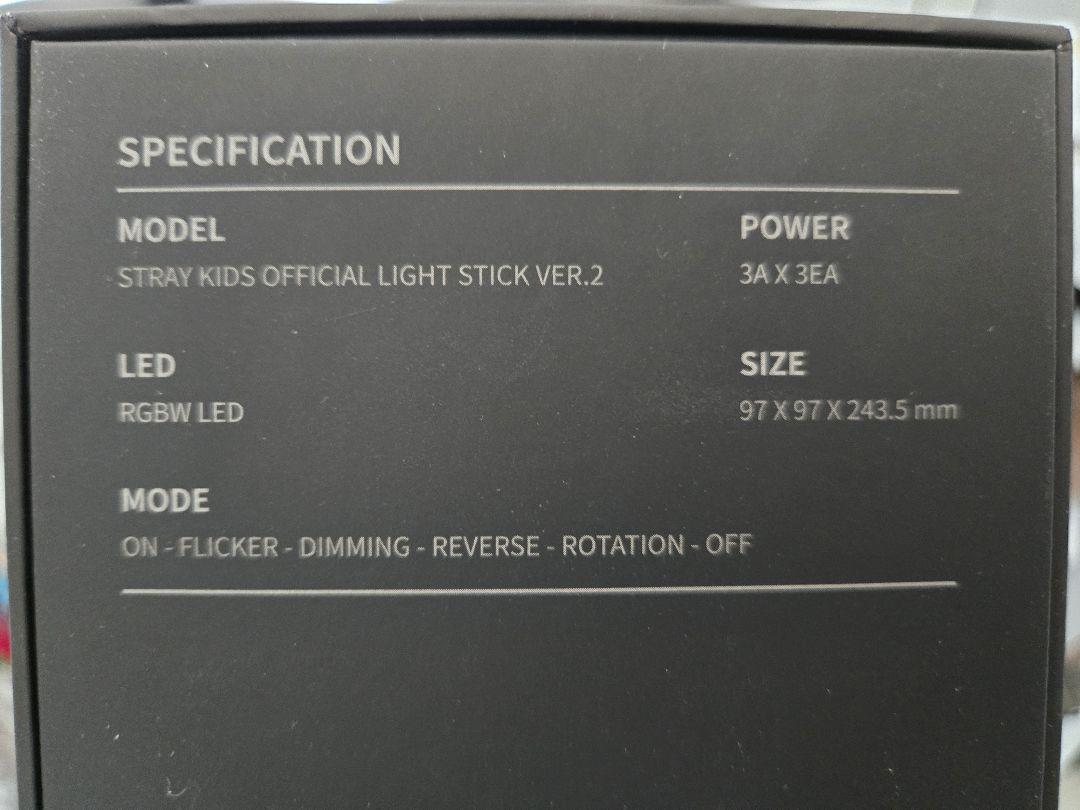 SPECIFICATION
MODEL
STRAY KIDS OFFICIAL LIGHT STICK VER.2
POWER
3A X 3EA
LED
RGBW LED
SIZE
97 X 97 X 243.5 mm
MODE
ON - FLICKER - DIMMING - REVERSE - ROTATION - OFF